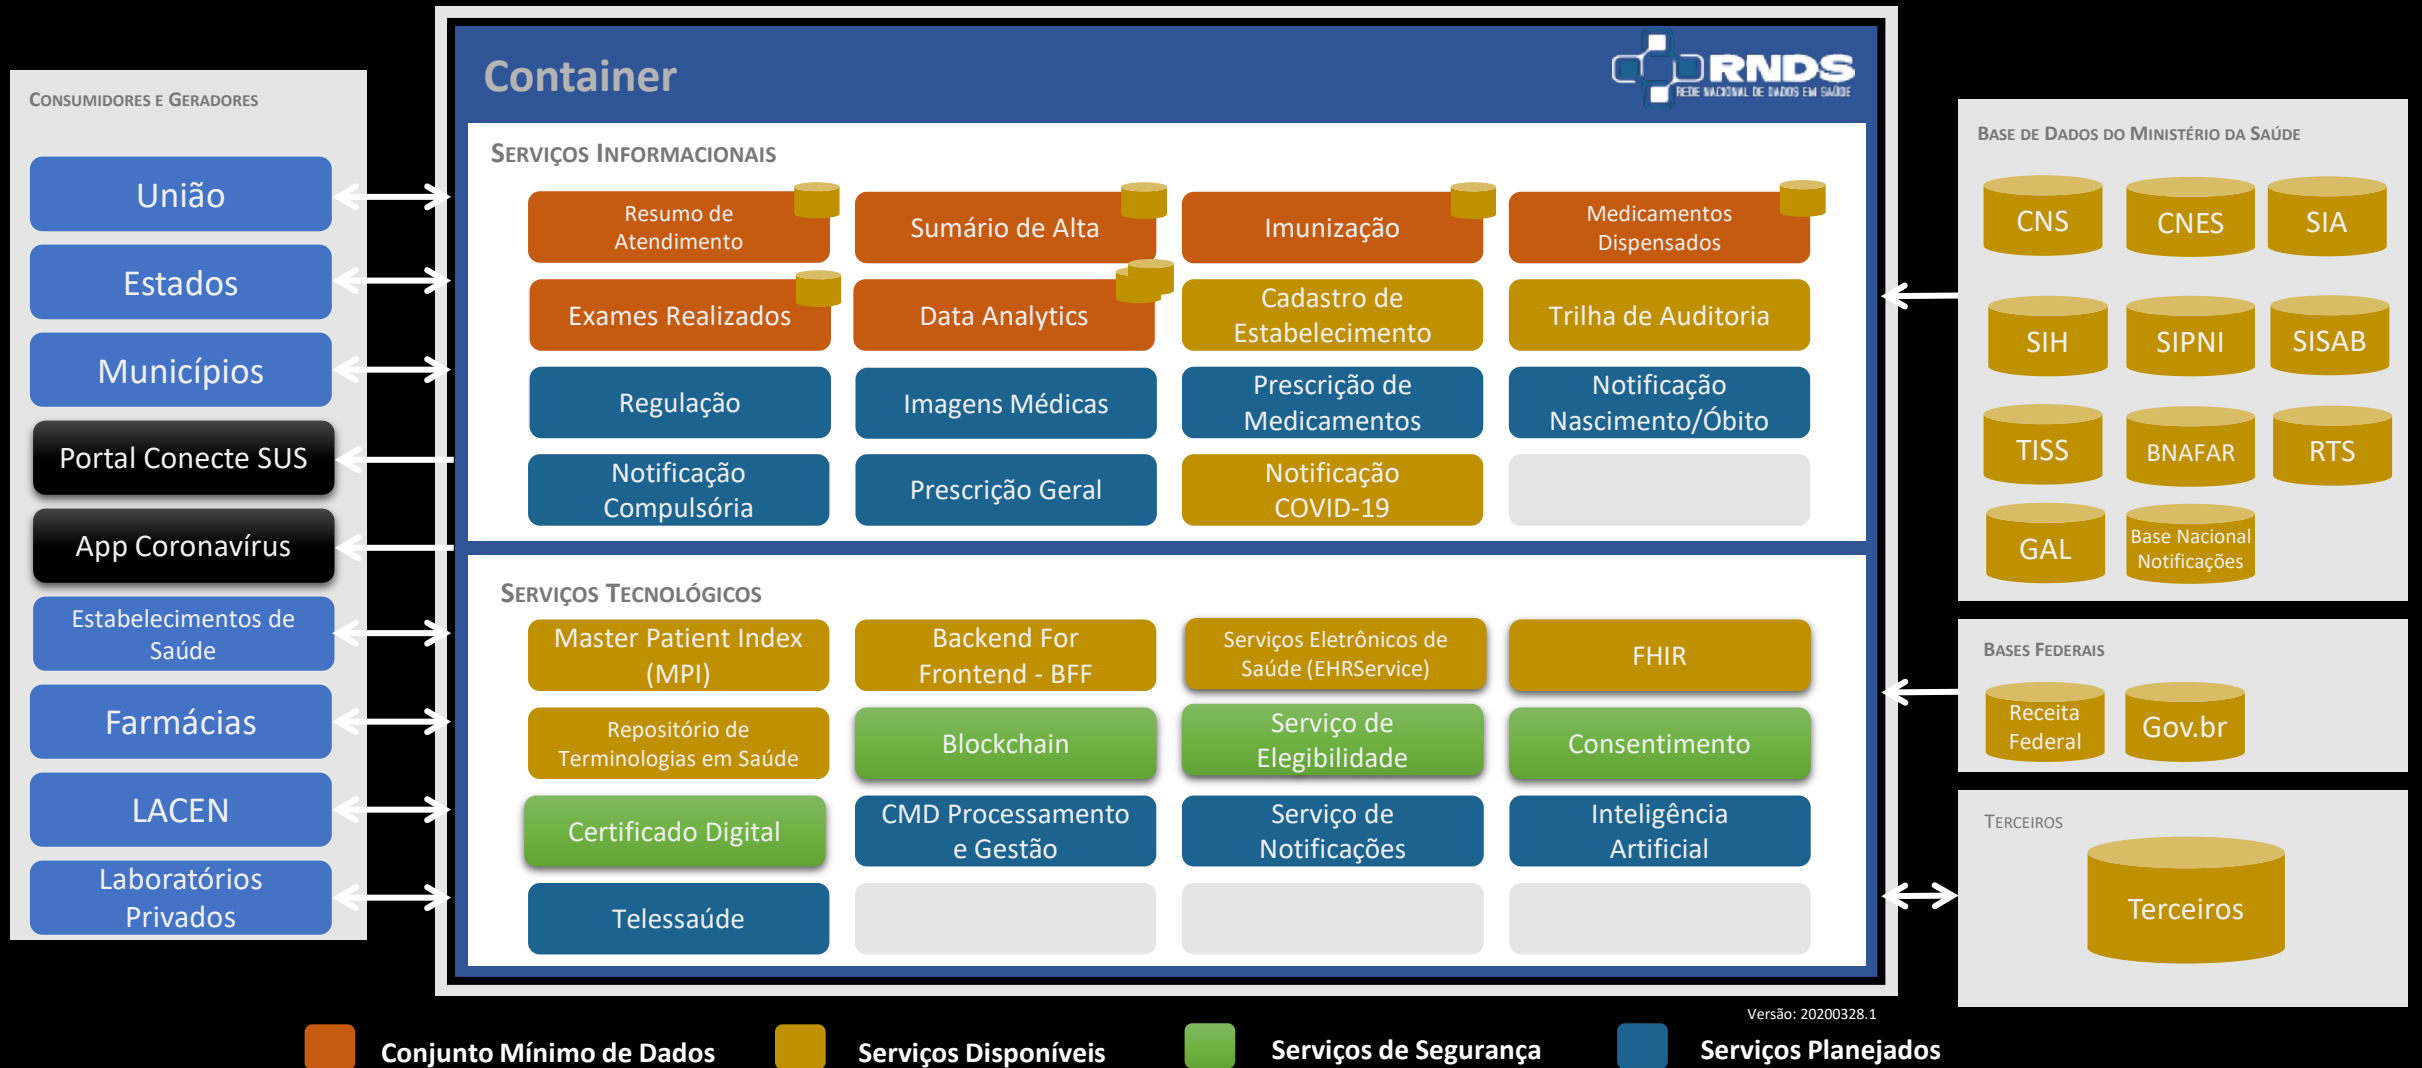 Container
RNDS
REDE NACIONAL DE DADOS EM SAÚDE
CONSUMIDORES E GERADORES
União
Estados
Municípios
Portal Conecte SUS
App Coronavírus
Estabelecimentos de
Saúde
Farmácias
LACEN
Laboratórios
Privados
SERVIÇOS INFORMACIONAIS
Resumo de
Atendimento
Sumário de Alta
Imunização
Medicamentos
Dispensados
Exames Realizados
Data Analytics
Cadastro de
Estabelecimento
Trilha de Auditoria
Regulação
Imagens Médicas
Prescrição de
Medicamentos
Notificação
Nascimento/Óbito
Notificação
Compulsória
Prescrição Geral
Notificação
COVID-19
SERVIÇOS TECNOLÓGICOS
Master Patient Index
(MPI)
Backend For
Frontend - BFF
Serviços Eletrônicos de
Saúde (EHRService)
FHIR
Repositório de
Terminologias em Saúde
Blockchain
Serviço de
Elegibilidade
Consentimento
Certificado Digital
CMD Processamento
e Gestão
Serviço de
Notificações
Inteligência
Artificial
Telessaúde
BASE DE DADOS DO MINISTÉRIO DA SAÚDE
CNS
CNES
SIA
SIH
SIPNI
SISAB
TISS
BNAFAR
RTS
GAL
Base Nacional
Notificações
BASES FEDERAIS
Receita
Federal
Gov.br
TERCEIROS
Terceiros
Versão: 20200328.1
Conjunto Mínimo de Dados
Serviços Disponíveis
Serviços de Segurança
Serviços Planejados